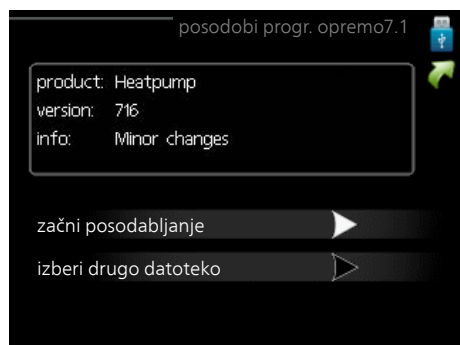 posodobi progr. opremo7.1
product: Heatpump
version: 716
info: Minor changes
začni posodabljanje
izberi drugo datoteko